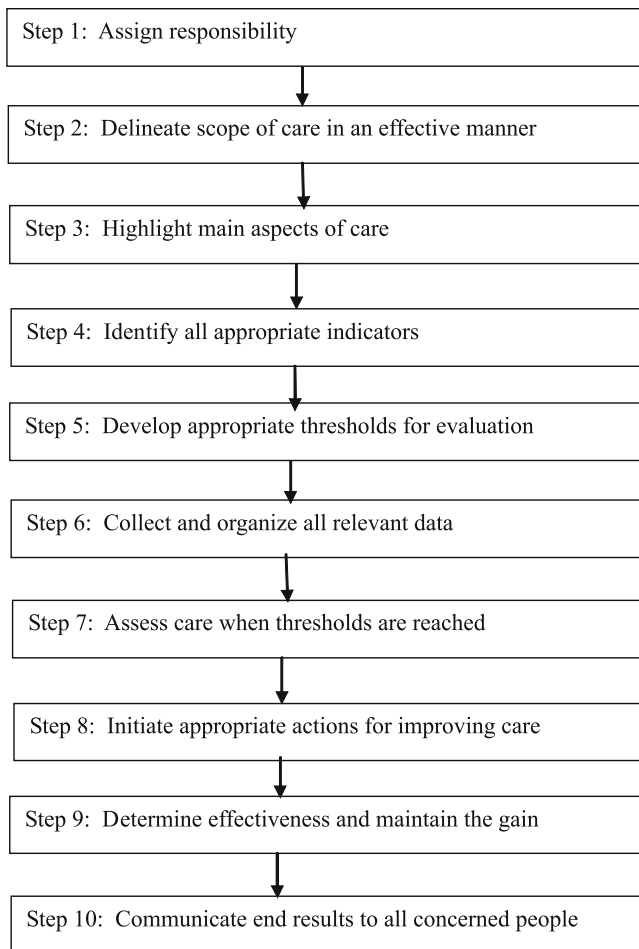 Step 1: Assign responsibility
Step 2: Delineate scope of care in an effective manner
Step 3: Highlight main aspects of care
Step 4: Identify all appropriate indicators
Step 5: Develop appropriate thresholds for evaluation
Step 6: Collect and organize all relevant data
Step 7: Assess care when thresholds are reached
Step 8: Initiate appropriate actions for improving care
Step 9: Determine effectiveness and maintain the gain
Step 10: Communicate end results to all concerned people